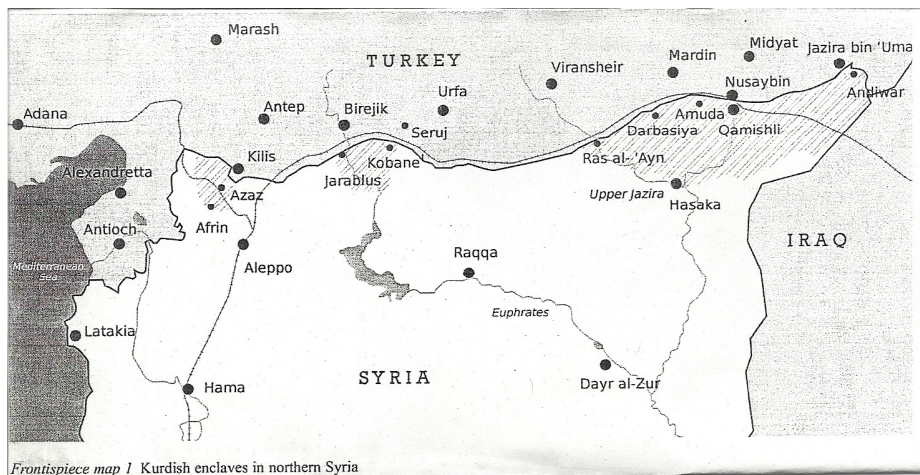 Marash
TURKEY
Midyat
Jazira bin 'Uma
Mardin
Viransheir
Nusaybin
Andiwar
Adana
Antep
Birejik
Urfa
Seruj
Amuda
Darbasiya
Qamishli
Kilis
Kobane'
Ras al-'Ayn
Alexandretta
Azaz
Jarablus
Upper Jazira
Hasaka
Afrin
Antioch
IRAQ
Aleppo
Raqqa
Mediterranean
Sea
Euphrates
Latakia
SYRIA
Dayr al-Zur
Hama
Frontispiece map 1 Kurdish enclaves in northern Syria